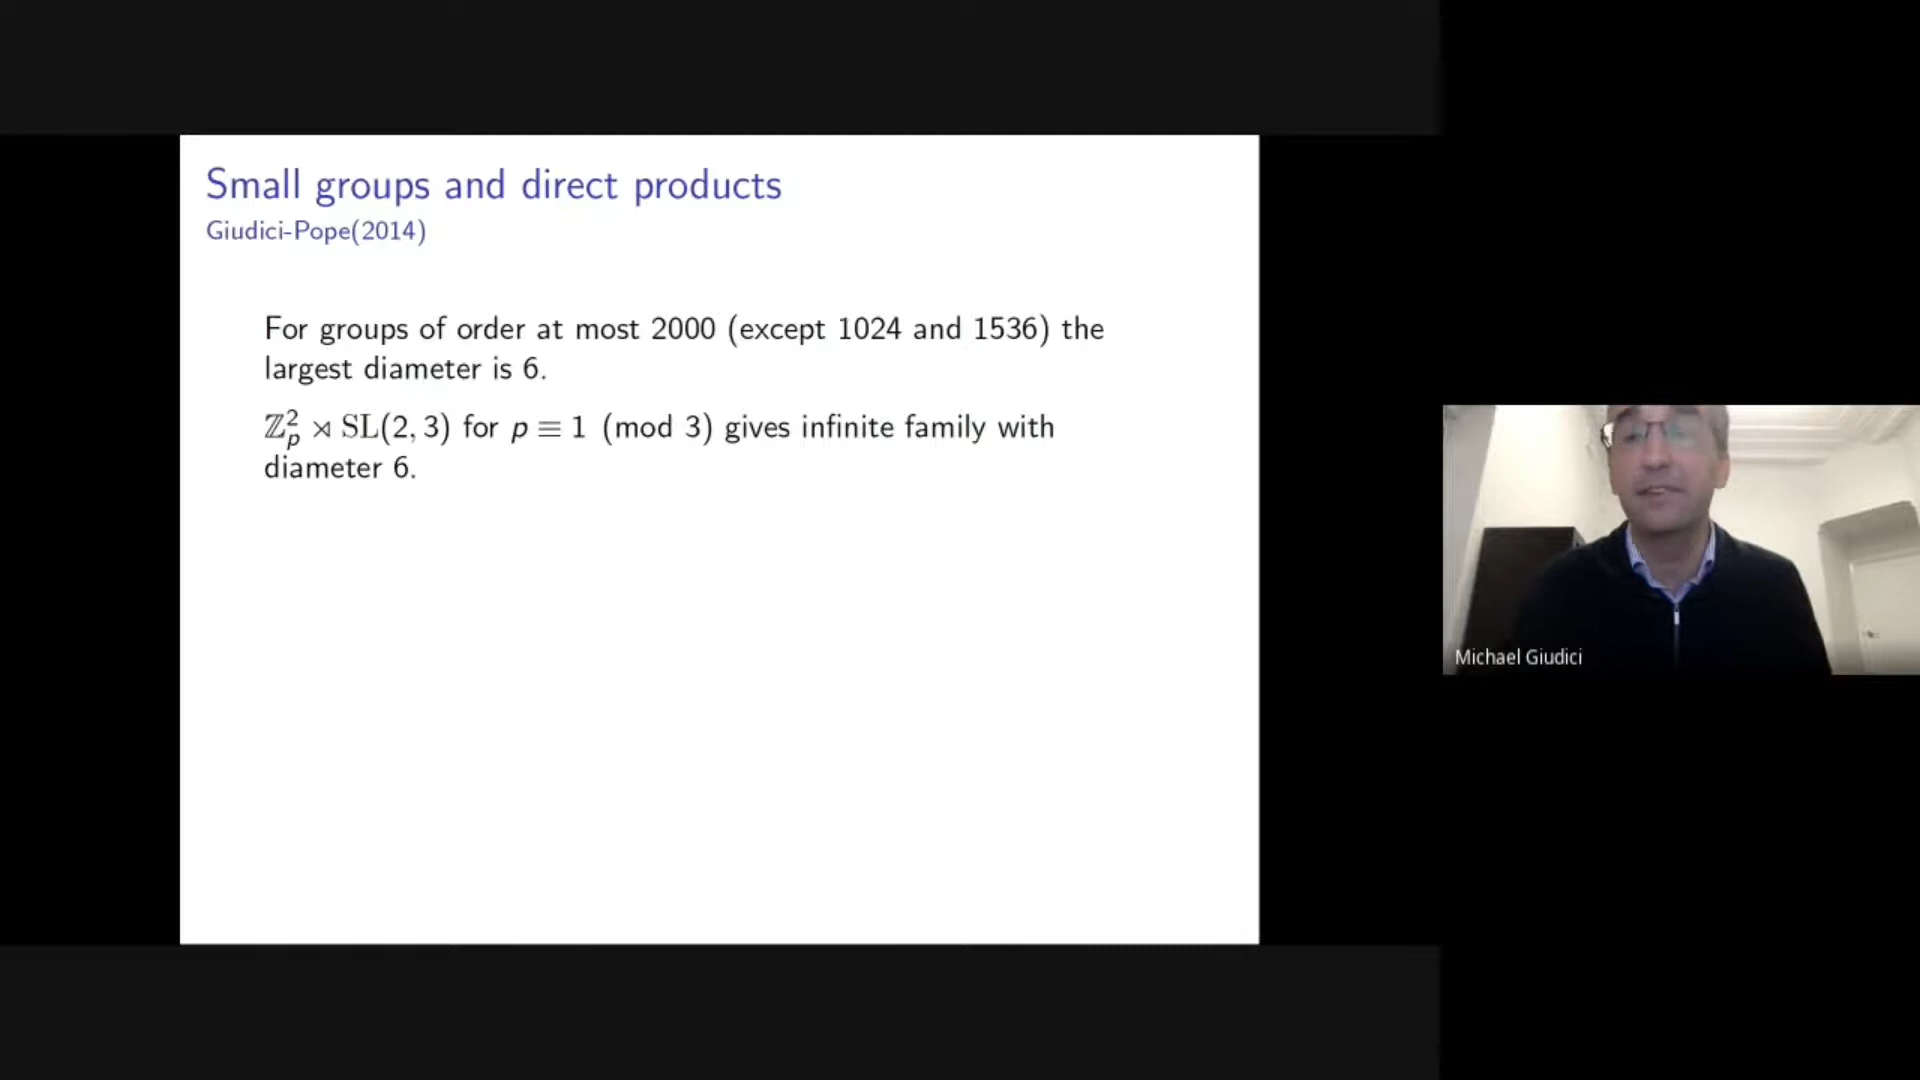 Small groups and direct products
Giudici-Pope(2014)
For groups of order at most 2000 (except 1024 and 1536) the
largest diameter is 6.
ℤ²ₚ ⋊ SL(2, 3) for p ≡ 1 (mod 3) gives infinite family with
diameter 6.
Michael Giudici